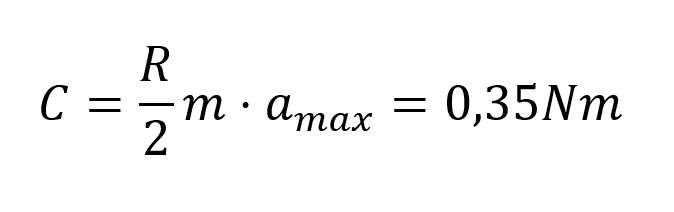 C = R/2 m · a_max = 0,35Nm